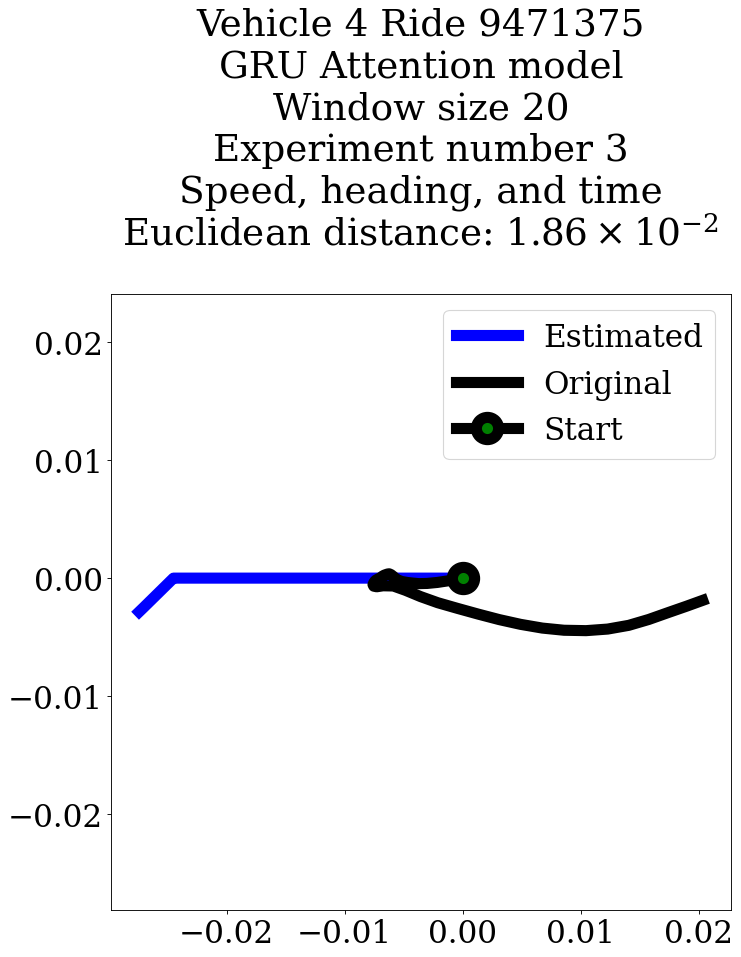 Vehicle 4 Ride 9471375
GRU Attention model
Window size 20
Experiment number 3
Speed, heading, and time
Euclidean distance: 1.86 × 10⁻²
Estimated
Original
Start
0.02
0.01
0.00
−0.01
−0.02
−0.02 −0.01 0.00 0.01 0.02